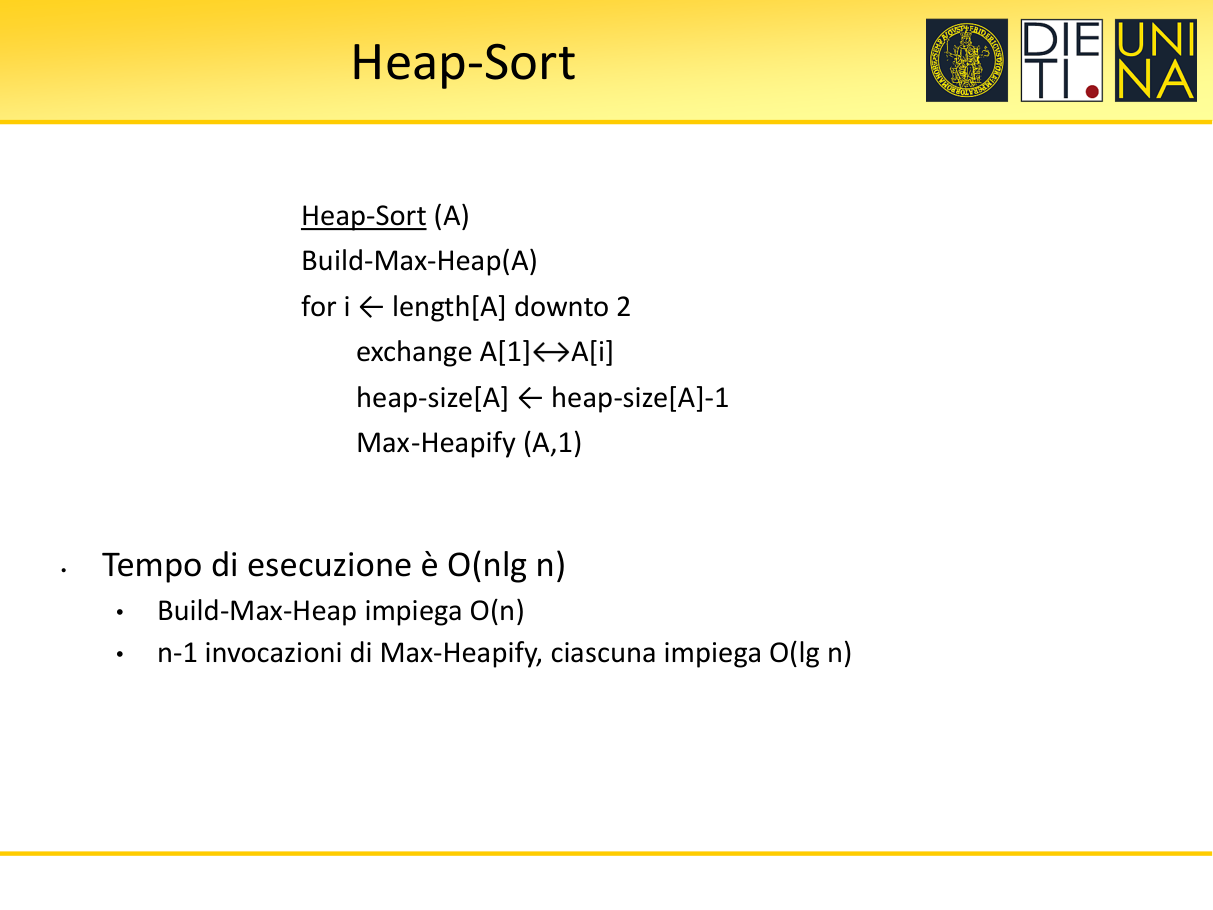 Heap-Sort
DIE
TI.
UNI
NA
Heap-Sort (A)
Build-Max-Heap(A)
for i ← length[A] downto 2
exchange A[1]↔A[i]
heap-size[A] ← heap-size[A]-1
Max-Heapify (A,1)
• Tempo di esecuzione è O(nlg n)
• Build-Max-Heap impiega O(n)
• n-1 invocazioni di Max-Heapify, ciascuna impiega O(lg n)